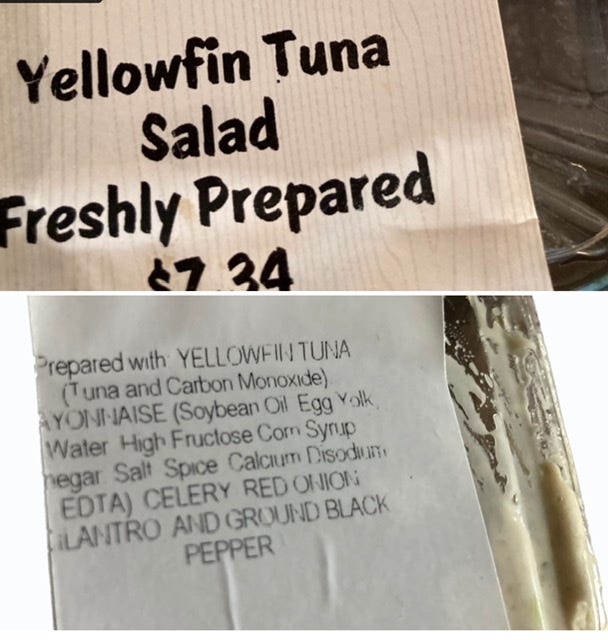 Yellowfin Tuna
Salad
Freshly Prepared
$7.34
Prepared with YELLOWFIN TUNA
(Tuna and Carbon Monoxide)
AYONNAISE (Soybean Oil Egg Yolk
Water High Fructose Corn Syrup
negar Salt Spice Calcium Disodium
EDTA) CELERY RED ONION
ILANTRO AND GROUND BLACK
PEPPER